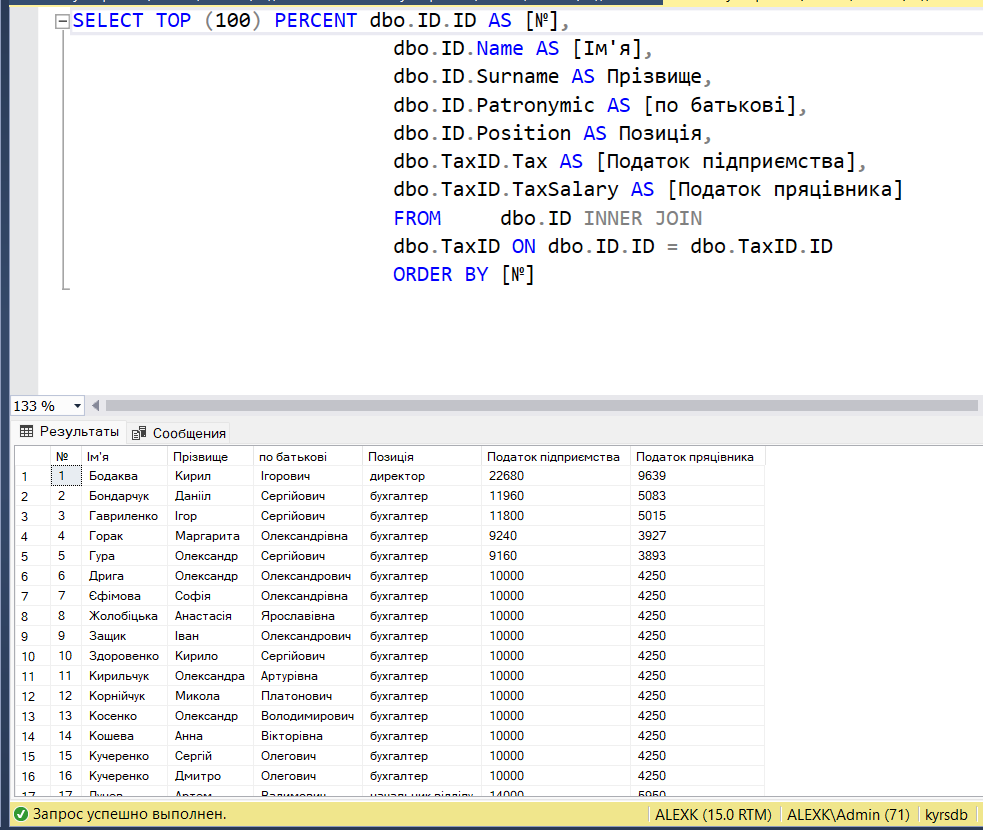 SELECT TOP (100) PERCENT dbo.ID.ID AS [№],
dbo.ID.Name AS [Ім'я],
dbo.ID.Surname AS Прізвище,
dbo.ID.Patronymic AS [по батькові],
dbo.ID.Position AS Позиція,
dbo.TaxID.Tax AS [Податок підприємства],
dbo.TaxID.TaxSalary AS [Податок пряцівника]
FROM dbo.ID INNER JOIN
dbo.TaxID ON dbo.ID.ID = dbo.TaxID.ID
ORDER BY [№]
133 %
Результаты Сообщения
№ Ім'я Прізвище по батькові Позиція Податок підприємства Податок пряцівника
1 1 Бодаква Кирил Ігорович директор 22680 9639
2 2 Бондарчук Данііл Сергійович бухгалтер 11960 5083
3 3 Гавриленко Ігор Сергійович бухгалтер 11800 5015
4 4 Горак Маргарита Олександрівна бухгалтер 9240 3927
5 5 Гура Олександр Сергійович бухгалтер 9160 3893
6 6 Дрига Олександр Олександрович бухгалтер 10000 4250
7 7 Єфімова Софія Олександрівна бухгалтер 10000 4250
8 8 Жолобіцька Анастасія Ярославівна бухгалтер 10000 4250
9 9 Защик Іван Олександрович бухгалтер 10000 4250
10 10 Здоровенко Кирило Сергійович бухгалтер 10000 4250
11 11 Кирильчук Олександра Артурівна бухгалтер 10000 4250
12 12 Корнійчук Микола Платонович бухгалтер 10000 4250
13 13 Косенко Олександр Володимирович бухгалтер 10000 4250
14 14 Кошева Анна Вікторівна бухгалтер 10000 4250
15 15 Кучеренко Сергій Олегович бухгалтер 10000 4250
16 16 Кучеренко Дмитро Олегович бухгалтер 10000 4250
17 17 Артем Вадимович начальник відділу 14000 5950
Запрос успешно выполнен. ALEXK (15.0 RTM) ALEXK\Admin (71) kyrsdb